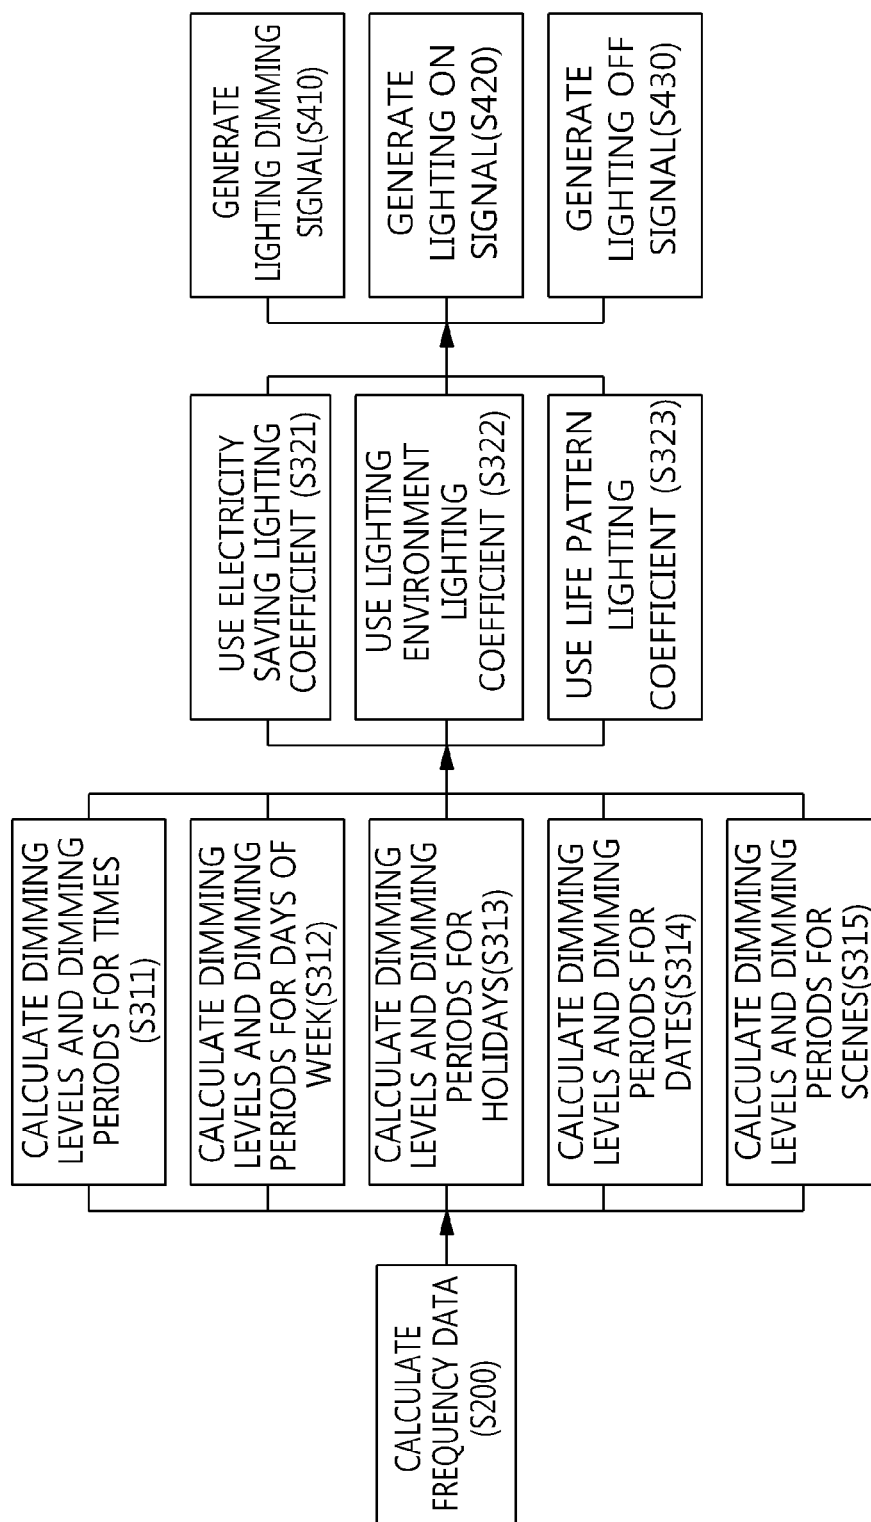 CALCULATE
FREQUENCY DATA
(S200)
CALCULATE DIMMING
LEVELS AND DIMMING
PERIODS FOR TIMES
(S311)
CALCULATE DIMMING
LEVELS AND DIMMING
PERIODS FOR DAYS OF
WEEK(S312)
CALCULATE DIMMING
LEVELS AND DIMMING
PERIODS FOR
HOLIDAYS(S313)
CALCULATE DIMMING
LEVELS AND DIMMING
PERIODS FOR
DATES(S314)
CALCULATE DIMMING
LEVELS AND DIMMING
PERIODS FOR
SCENES(S315)
USE ELECTRICITY
SAVING LIGHTING
COEFFICIENT (S321)
USE LIGHTING
ENVIRONMENT
LIGHTING
COEFFICIENT (S322)
USE LIFE PATTERN
LIGHTING
COEFFICIENT (S323)
GENERATE
LIGHTING DIMMING
SIGNAL(S410)
GENERATE
LIGHTING ON
SIGNAL(S420)
GENERATE
LIGHTING OFF
SIGNAL(S430)